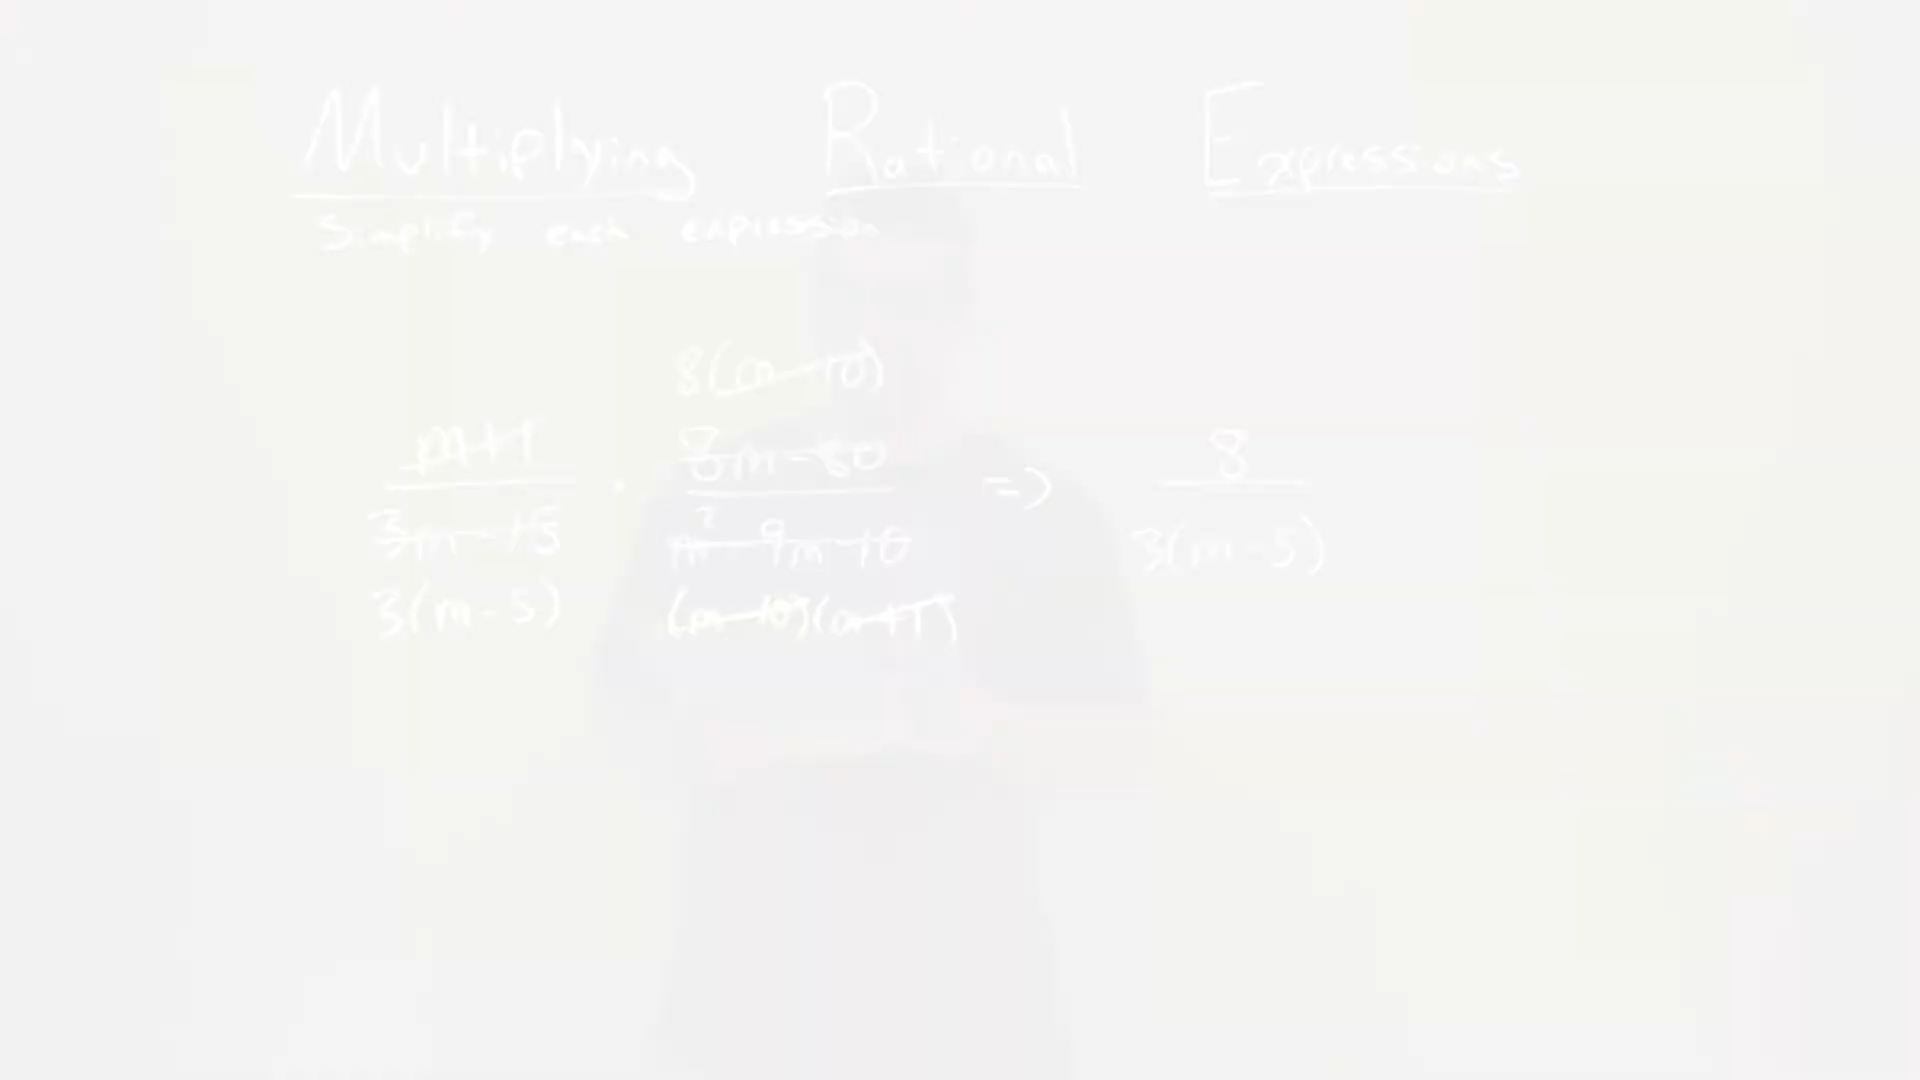 Multiplying Rational Expressions
Simplify each expression
8(m-10)
m+1 8m-80 8
· =>
3m-15 m²-9m-10 3(m-5)
3(m-5) (m-10)(m+1)